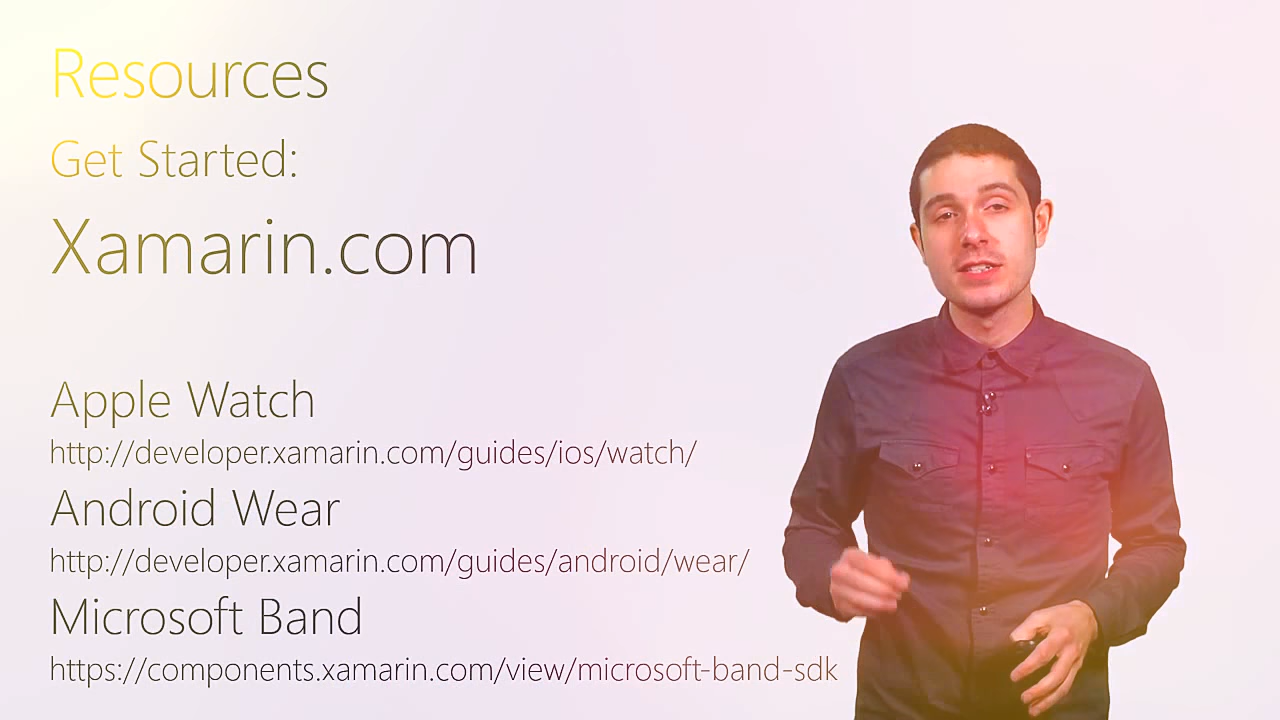 Resources
Get Started:
Xamarin.com
Apple Watch
http://developer.xamarin.com/guides/ios/watch/
Android Wear
http://developer.xamarin.com/guides/android/wear/
Microsoft Band
https://components.xamarin.com/view/microsoft-band-sdk